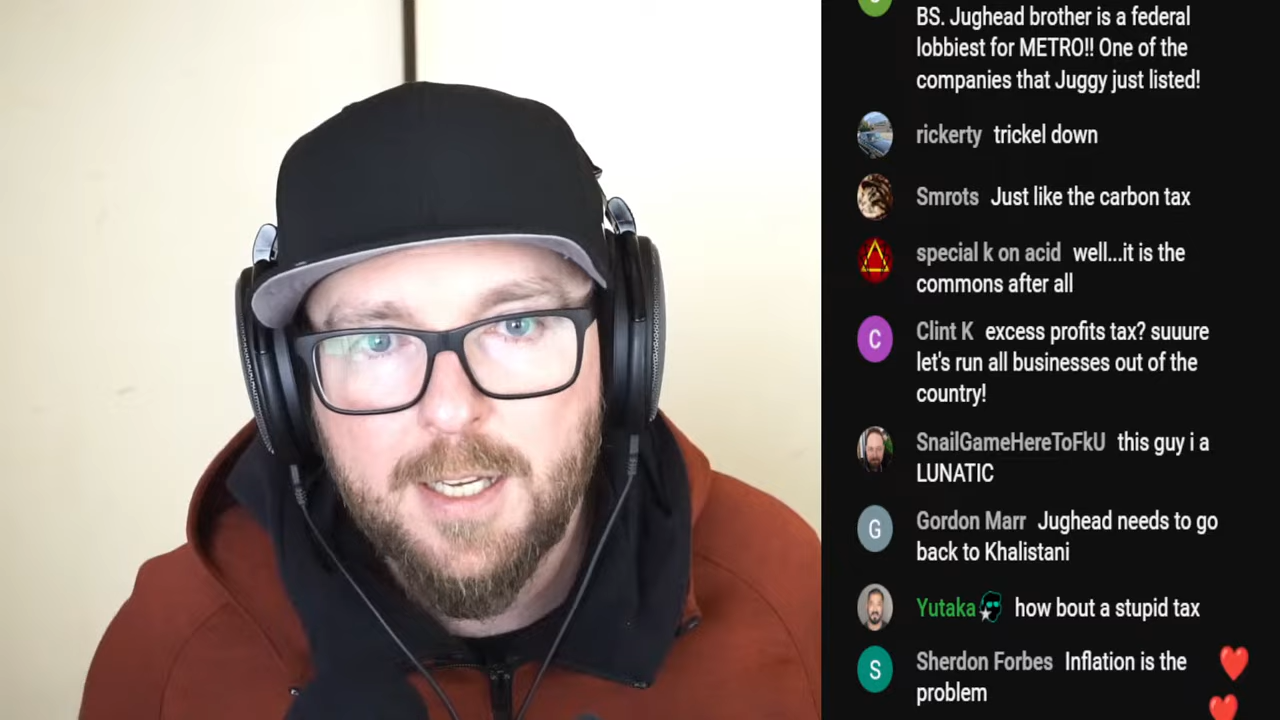 BS. Jughead brother is a federal
lobbiest for METRO!! One of the
companies that Juggy just listed!
rickerty trickel down
Smrots Just like the carbon tax
special k on acid well...it is the
commons after all
C
Clint K excess profits tax? suuure
let's run all businesses out of the
country!
SnailGameHereToFkU this guy i a
LUNATIC
G
Gordon Marr Jughead needs to go
back to Khalistani
Yutaka how bout a stupid tax
S
Sherdon Forbes Inflation is the
problem